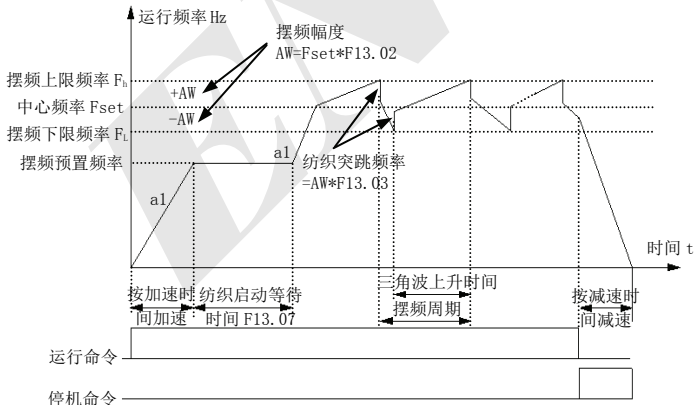 运行频率Hz
摆频幅度
AW=Fset*F13.02
摆频上限频率 Fh
+AW
中心频率 Fset
-AW
摆频下限频率 FL
a1
纺织突跳频率
=AW*F13.03
摆频预置频率
a1
时间 t
三角波上升时间
按加速时
间加速
纺织启动等待
时间 F13.07
摆频周期
按减速时
间减速
运行命令
停机命令